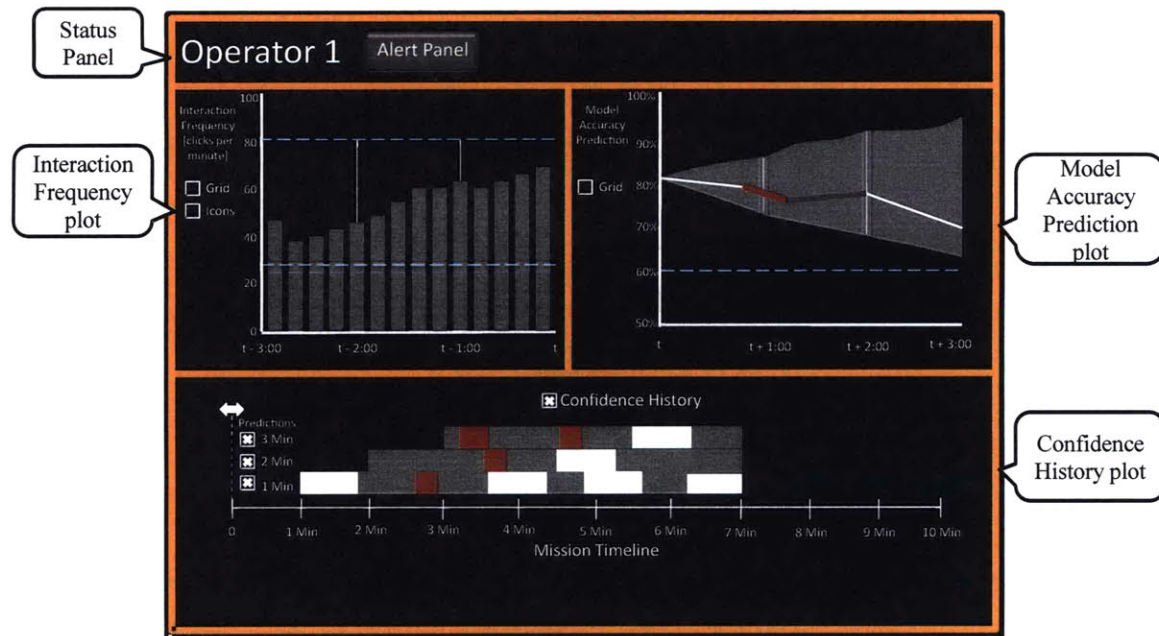 Status
Panel
Operator 1
Alert Panel
Interaction
Frequency
plot
Interaction
Frequency
[clicks per
minute]
Grid
Icons
100
80
60
40
20
0
t - 3:00
t - 2:00
t - 1:00
t
Model
Accuracy
Prediction
Grid
100%
90%
80%
70%
60%
50%
t
t + 1:00
t + 2:00
t + 3:00
Model
Accuracy
Prediction
plot
Confidence History
Predictions
3 Min
2 Min
1 Min
0
1 Min
2 Min
3 Min
4 Min
5 Min
6 Min
7 Min
8 Min
9 Min
10 Min
Mission Timeline
Confidence
History plot